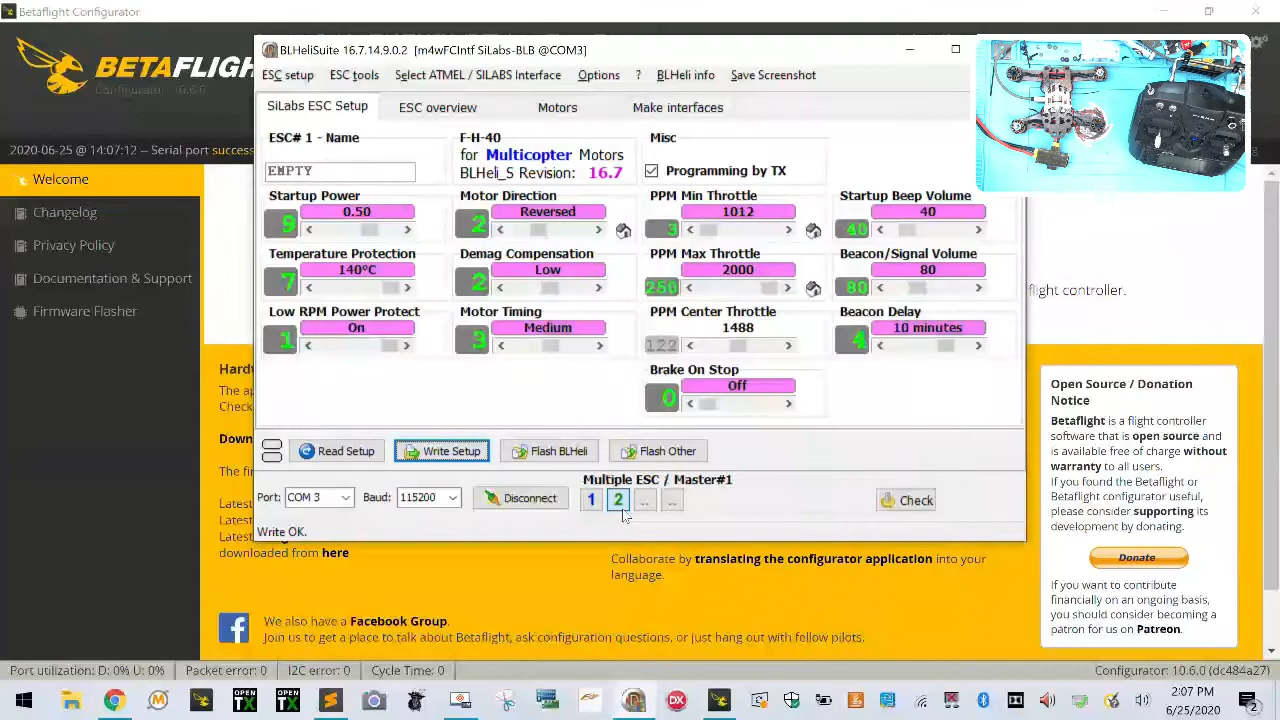 Betaflight Configurator
BLHeliSuite 16.7.14.9.0.2 [m4wFCIntf SiLabs-BLB @COM3]
BETAFLIGH
Configurator 10.6.0
ESC setup ESC tools Select ATMEL / SILABS Interface Options ? BLHeli info Save Screenshot
SiLabs ESC Setup ESC overview Motors Make interfaces
2020-06-25 @ 14:07:12 -- Serial port success
ESC# 1 - Name F-H-40 Misc
for Multicopter Motors
EMPTY BLHeli_S Revision: 16.7 Programming by TX
Welcome
Changelog
Privacy Policy
Documentation & Support
Firmware Flasher
Startup Power Motor Direction PPM Min Throttle Startup Beep Volume
0.50 Reversed 1012 40
9 2 3 40
Temperature Protection Demag Compensation PPM Max Throttle Beacon/Signal Volume
140°C Low 2000 80
7 2 250 80
flight controller.
Low RPM Power Protect Motor Timing PPM Center Throttle Beacon Delay
On Medium 1488 10 minutes
1 3 122 4
Brake On Stop
Off
0
Hard
The ap
Check
Down
The fir
Latest
Latest
Latest
downloaded from here
Read Setup Write Setup Flash BLHeli Flash Other
Multiple ESC / Master#1
Port: COM 3 Baud: 115200 Disconnect 1 2 .. .. Check
Write OK.
Open Source / Donation
Notice
Betaflight is a flight controller
software that is open source and
is available free of charge without
warranty to all users.
If you found the Betaflight or
Betaflight configurator useful,
please consider supporting its
development by donating.
Donate
If you want to contribute
financially on an ongoing basis,
you should consider becoming a
patron for us on Patreon.
Collaborate by translating the configurator application into your
language.
We also have a Facebook Group.
Join us to get a place to talk about Betaflight, ask configuration questions, or just hang out with fellow pilots.
Port utilization: D: 0% U: 0% Packet error: 0 I2C error: 0 Cycle Time: 0 Configurator: 10.6.0 (dc484a27)
OPEN TX OPEN TX DX
2:07 PM
6/25/2020
2